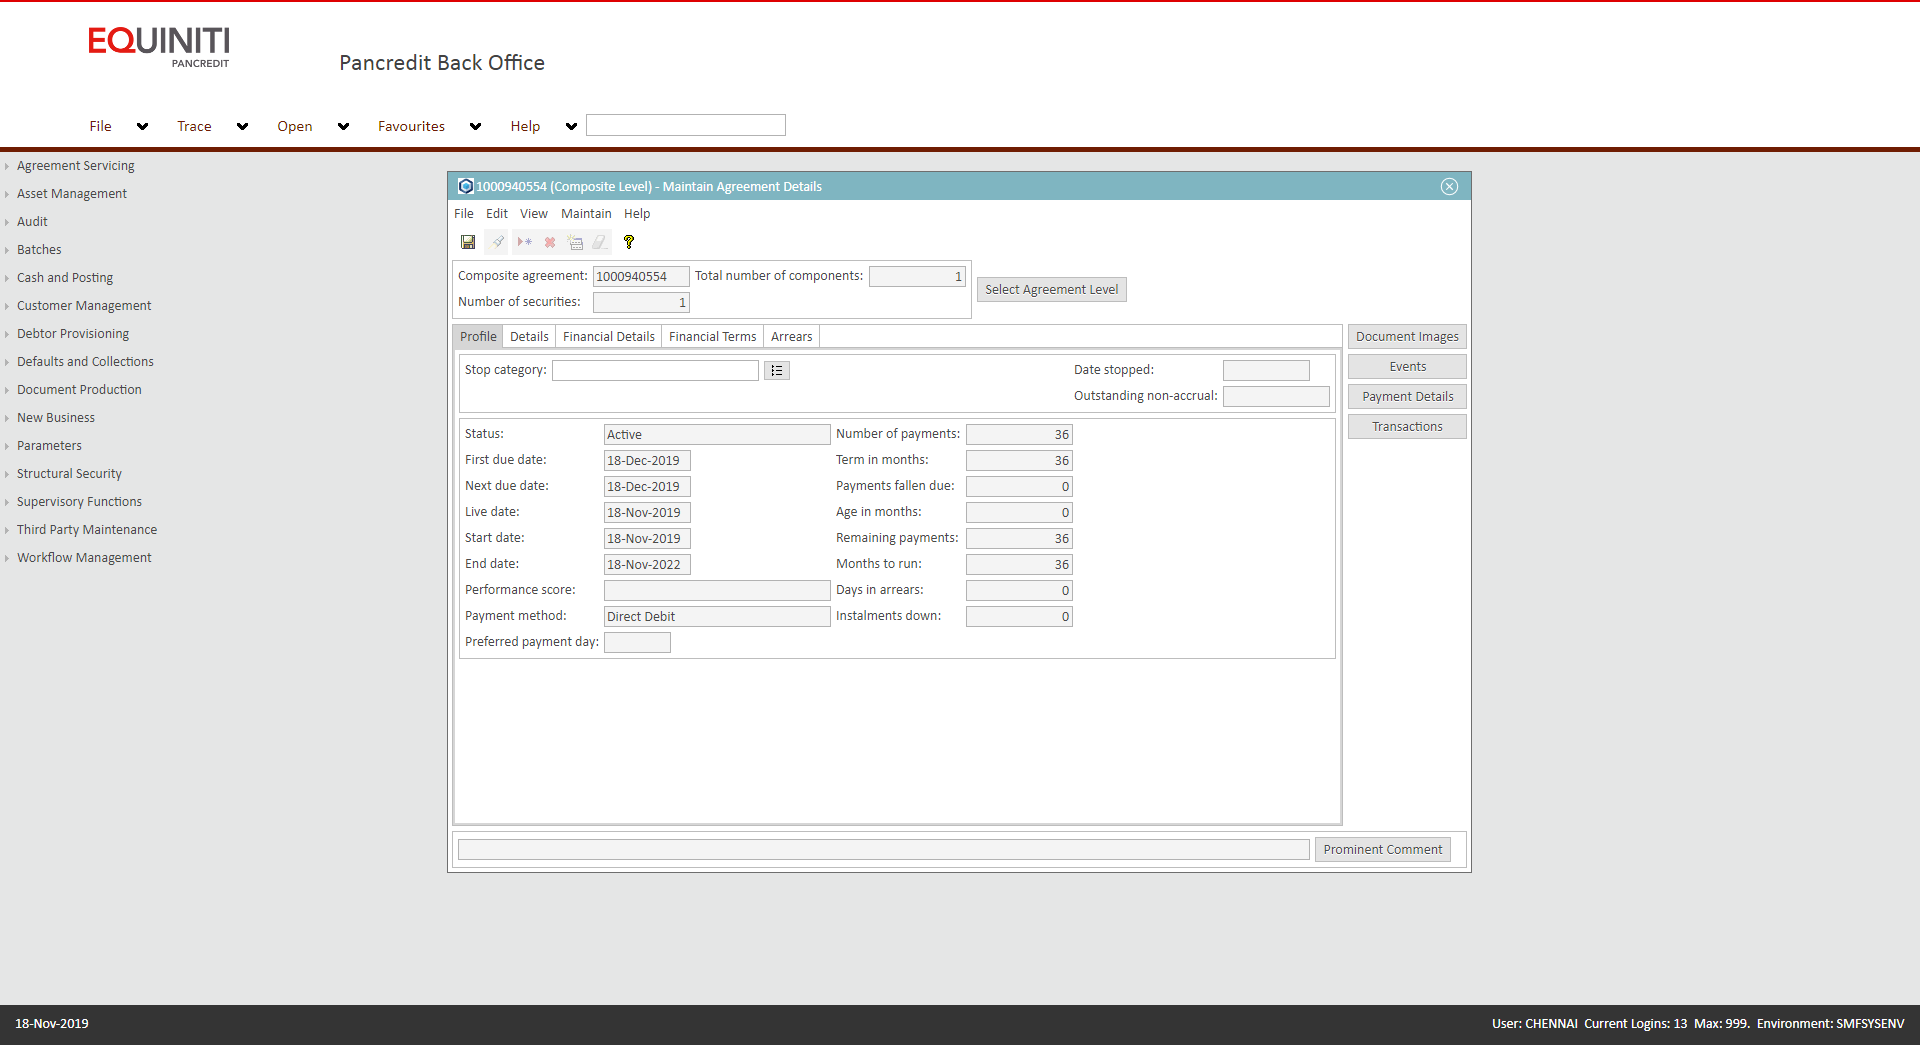 EQUINITI
PANCREDIT
Pancredit Back Office
File Trace Open Favourites Help
Agreement Servicing
Asset Management
Audit
Batches
Cash and Posting
Customer Management
Debtor Provisioning
Defaults and Collections
Document Production
New Business
Parameters
Structural Security
Supervisory Functions
Third Party Maintenance
Workflow Management
1000940554 (Composite Level) - Maintain Agreement Details
File Edit View Maintain Help
Composite agreement: 1000940554 Total number of components: 1
Number of securities: 1
Select Agreement Level
Profile Details Financial Details Financial Terms Arrears
Stop category: Date stopped:
Outstanding non-accrual:
Status: Active Number of payments: 36
First due date: 18-Dec-2019 Term in months: 36
Next due date: 18-Dec-2019 Payments fallen due: 0
Live date: 18-Nov-2019 Age in months: 0
Start date: 18-Nov-2019 Remaining payments: 36
End date: 18-Nov-2022 Months to run: 36
Performance score: Days in arrears: 0
Payment method: Direct Debit Instalments down: 0
Preferred payment day:
Document Images
Events
Payment Details
Transactions
Prominent Comment
18-Nov-2019 User: CHENNAI Current Logins: 13 Max: 999. Environment: SMFSYSENV